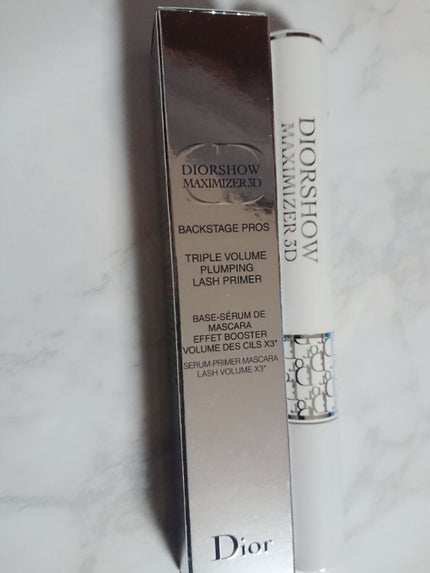 CD
DIORSHOW
MAXIMIZER 3D
BACKSTAGE PROS
TRIPLE VOLUME
PLUMPING
LASH PRIMER
BASE-SÉRUM DE
MASCARA
EFFET BOOSTER
VOLUME DES CILS X3*
SERUM-PRIMER MASCARA
LASH VOLUME X3*
Dior
DIORSHOW
MAXIMIZER 3D